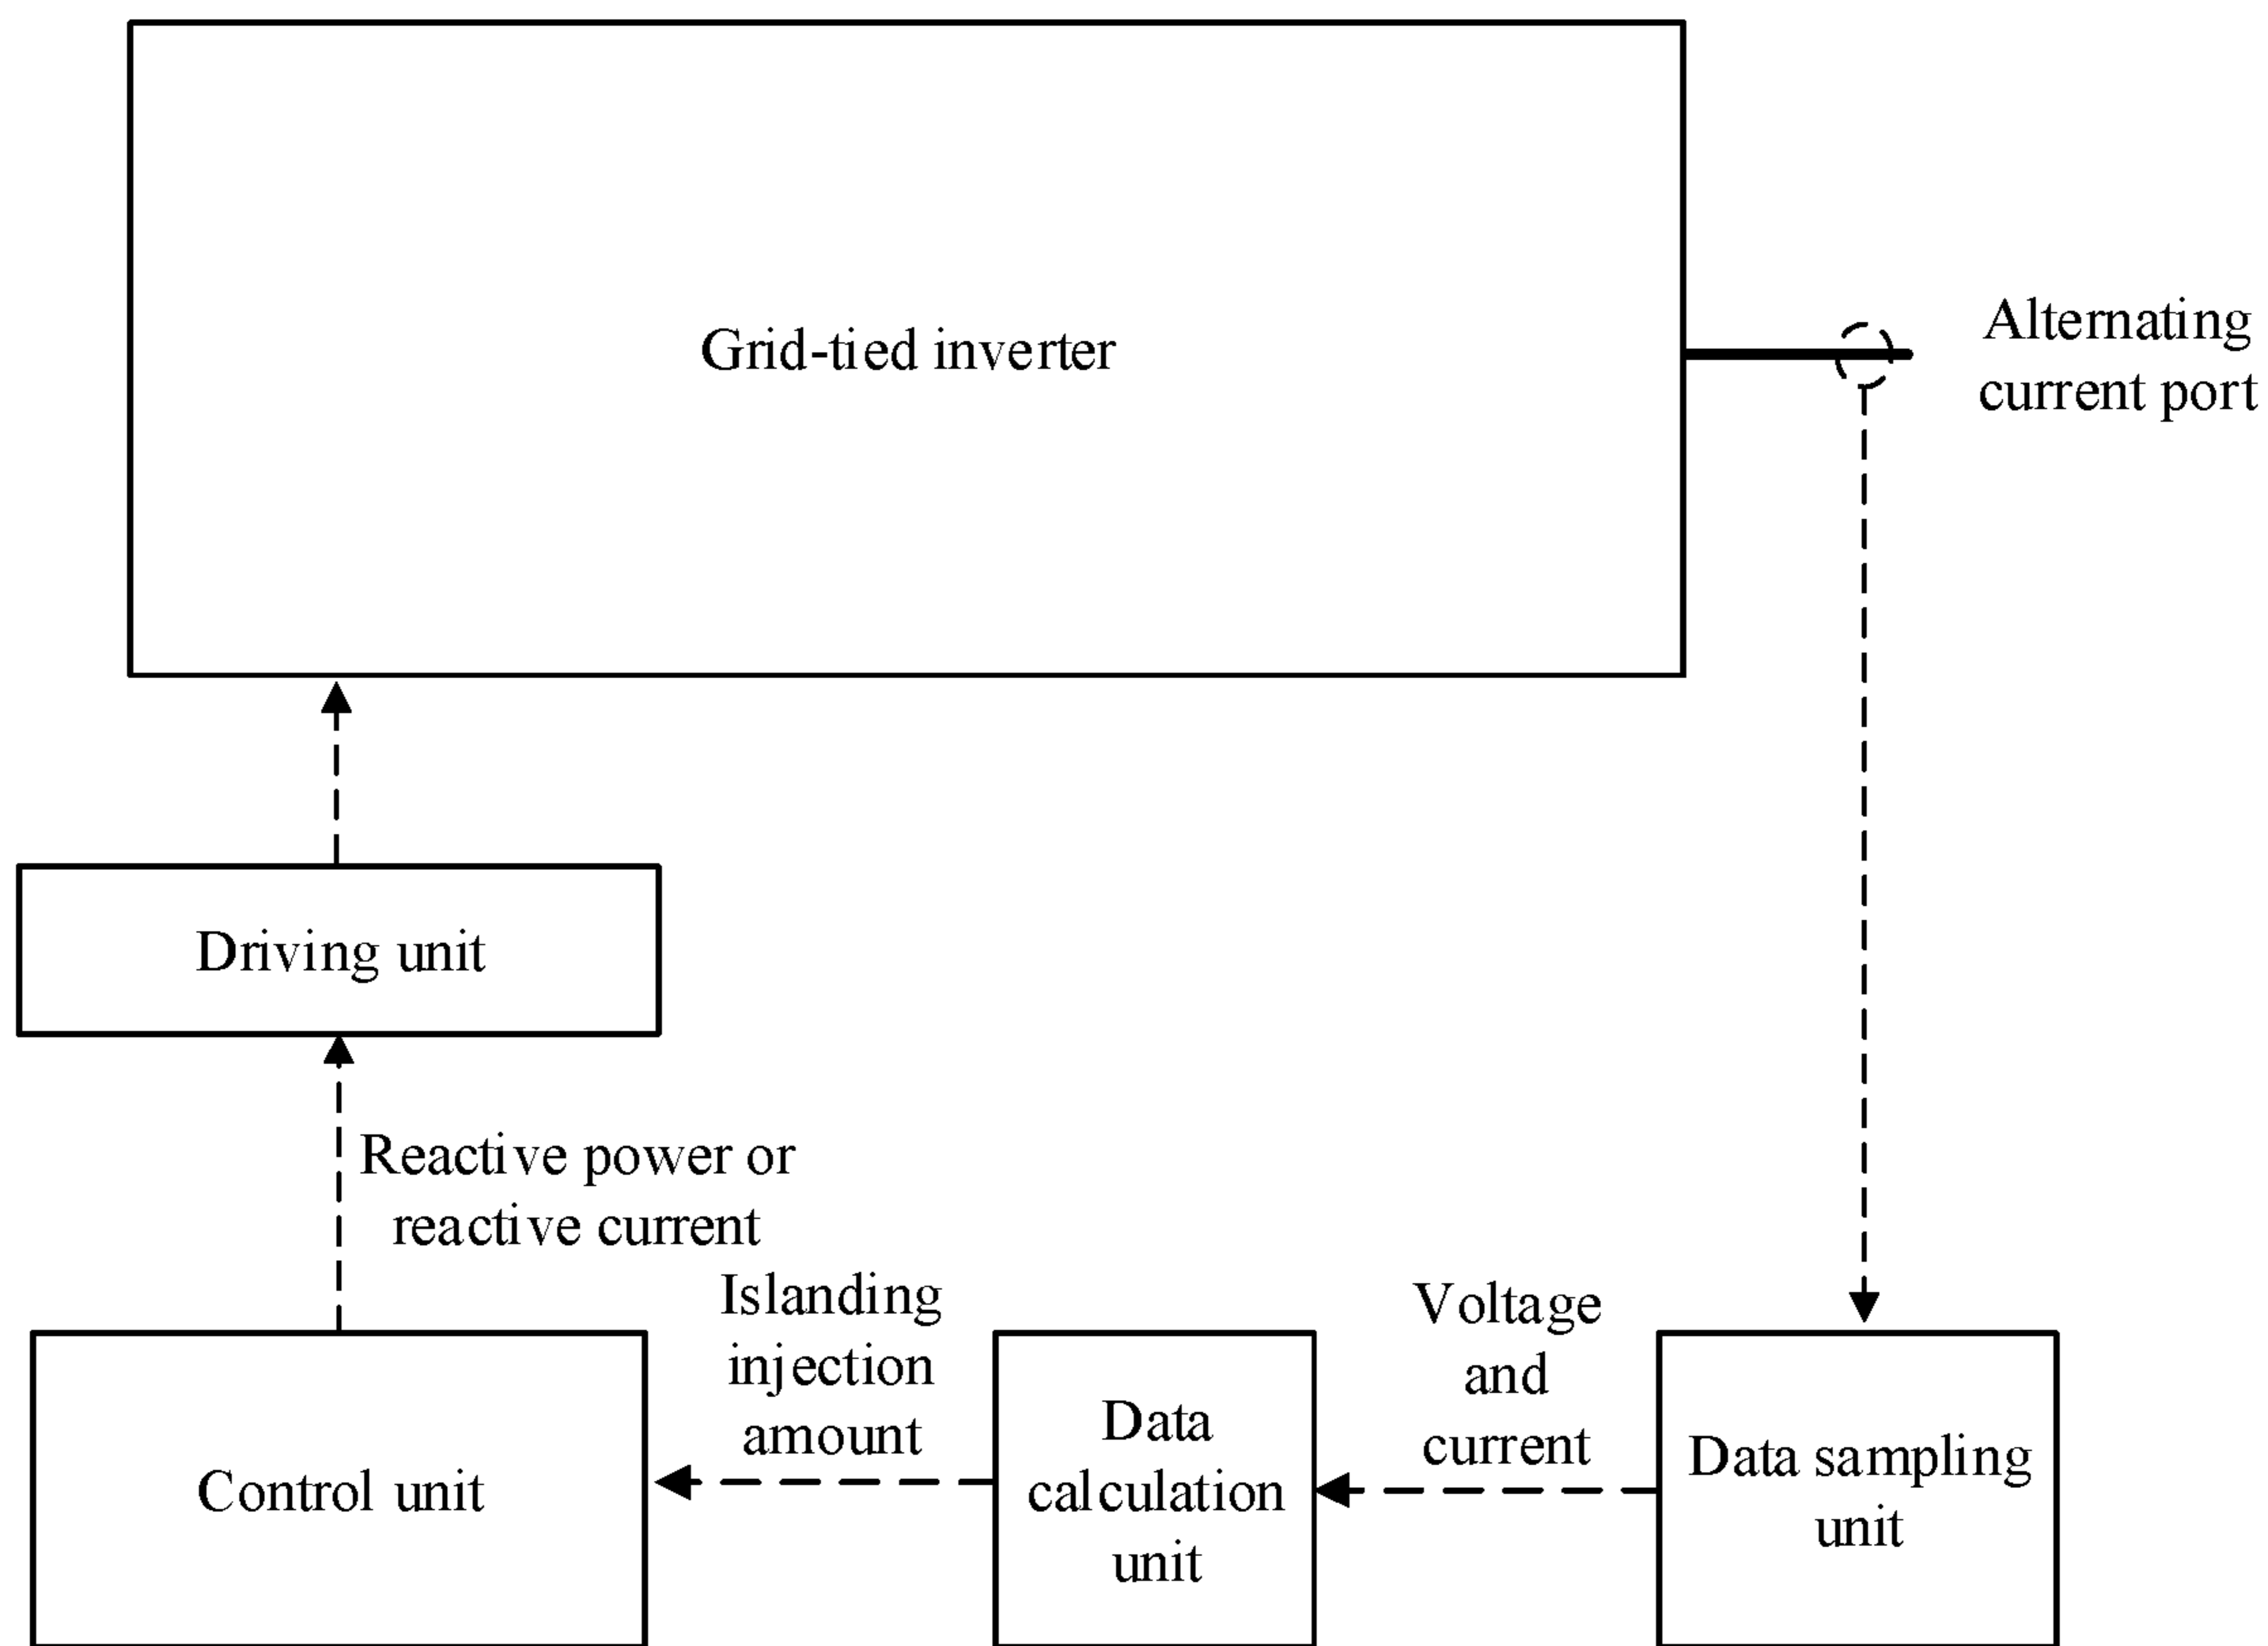 Grid-tied inverter
Alternating
current port
Driving unit
Reactive power or
reactive current
Islanding
injection
amount
Voltage
and
current
Control unit
Data
calculation
unit
Data sampling
unit